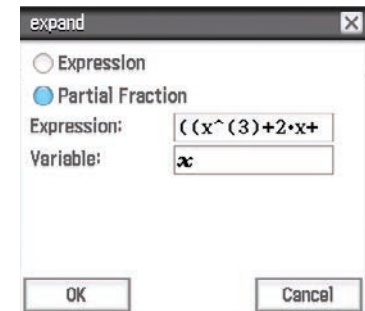 expand
Expression
Partial Fraction
Expression: ((x^(3)+2·x+
Variable: x
OK Cancel